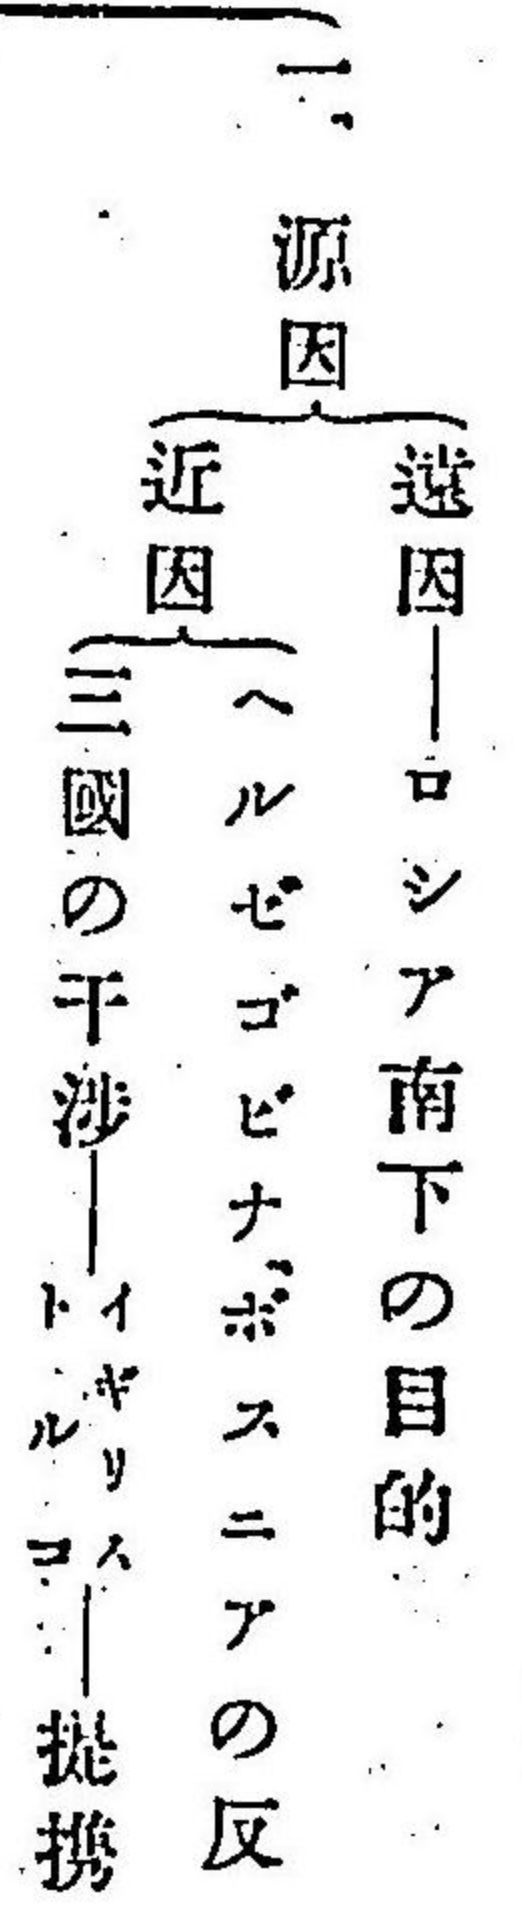 一、源因
遠因―ロシア南下の目的
近因
ヘルゼゴビナ、ボスニアの反
三國の干渉―イギリス
トルコ―提携